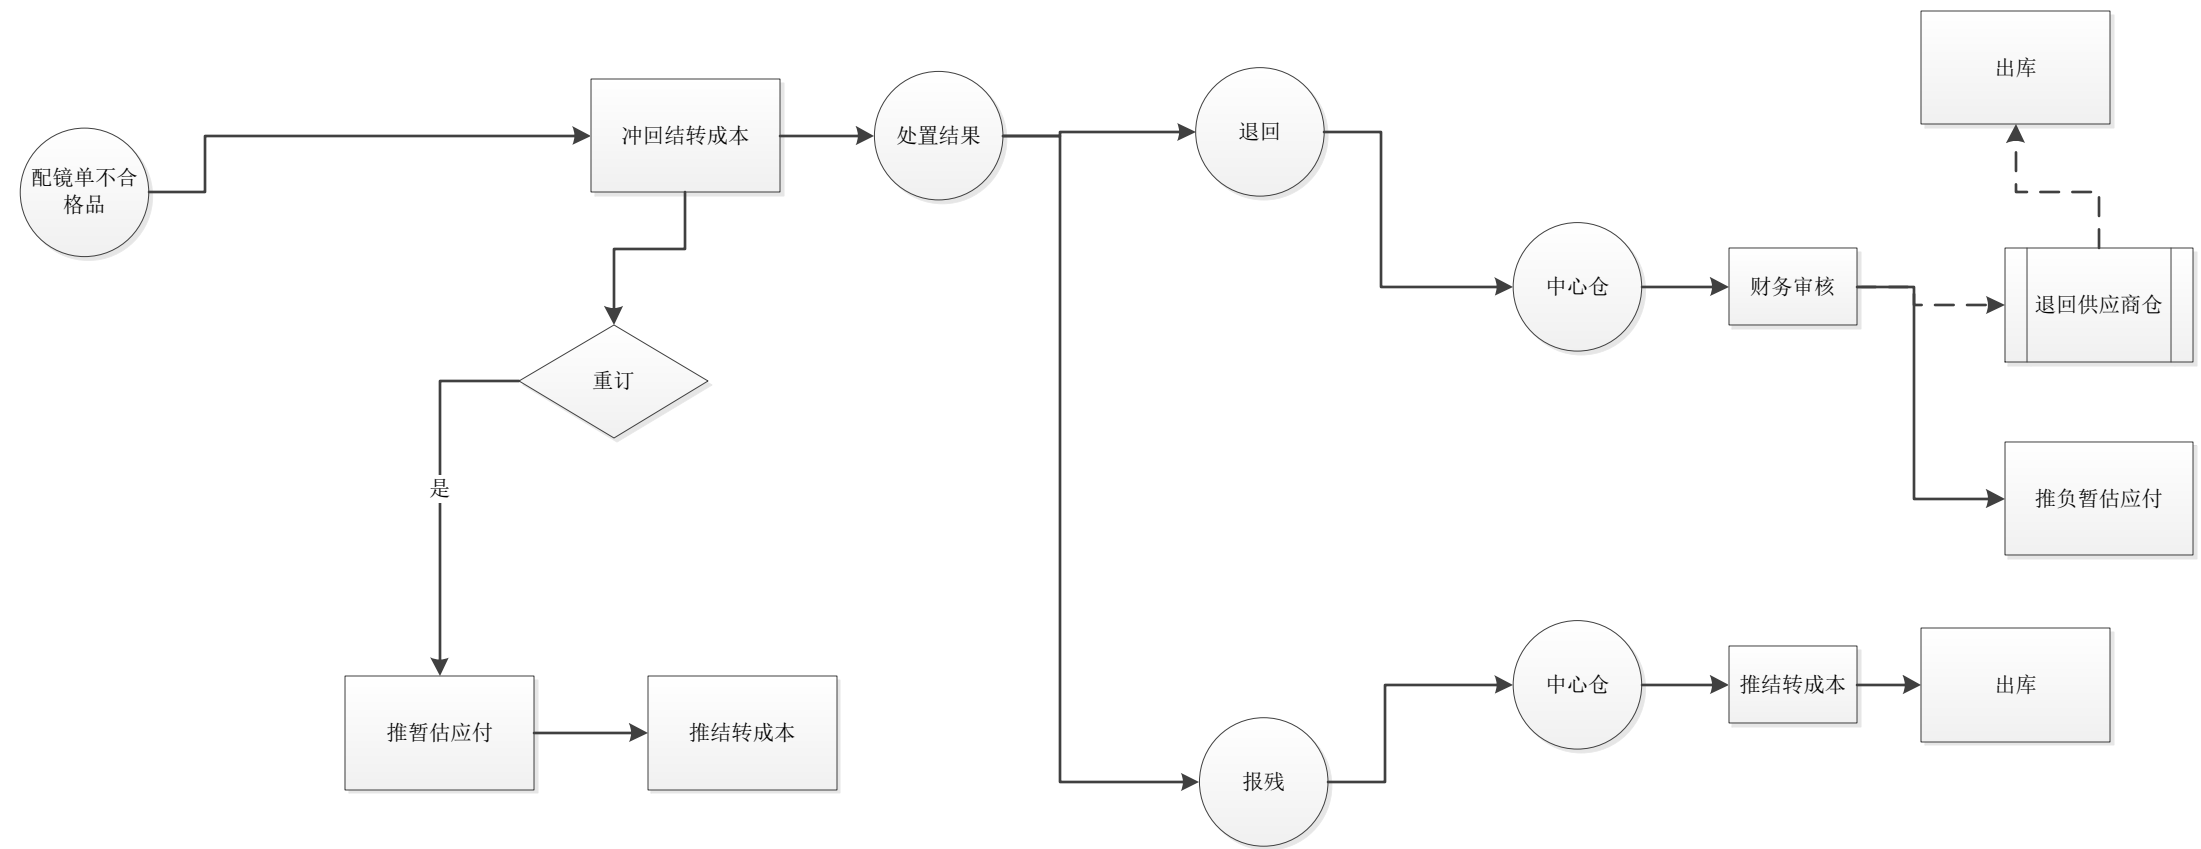 出库
冲回结转成本
处置结果
退回
配镜单不合
格品
中心仓
财务审核
退回供应商仓
重订
是
推负暂估应付
推暂估应付
推结转成本
中心仓
推结转成本
出库
报残